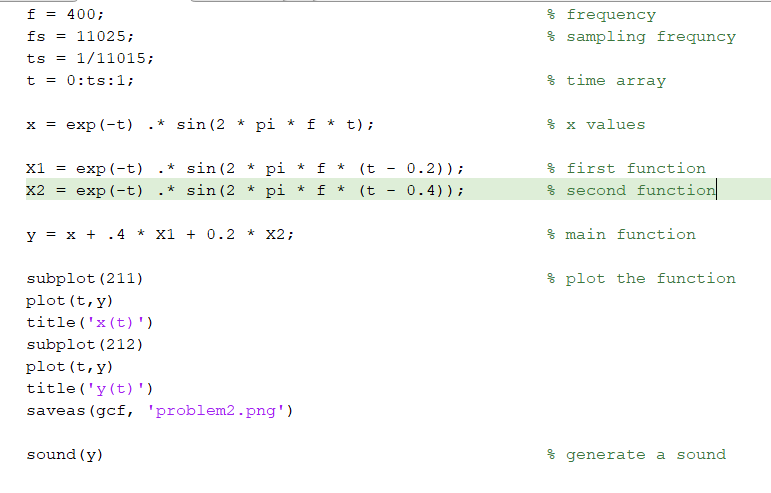 f = 400; % frequency
fs = 11025; % sampling frequncy
ts = 1/11015;
t = 0:ts:1; % time array
x = exp(-t) .* sin(2 * pi * f * t); % x values
X1 = exp(-t) .* sin(2 * pi * f * (t - 0.2)); % first function
X2 = exp(-t) .* sin(2 * pi * f * (t - 0.4)); % second function
y = x + .4 * X1 + 0.2 * X2; % main function
subplot(211) % plot the function
plot(t,y)
title('x(t)')
subplot(212)
plot(t,y)
title('y(t)')
saveas(gcf, 'problem2.png')
sound(y) % generate a sound